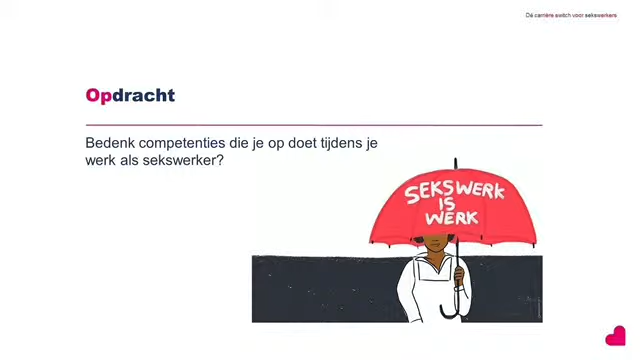 Dé carrière switch voor sekswerkers
Opdracht
Bedenk competenties die je op doet tijdens je
werk als sekswerker?
SEKSWERK
IS
WERK